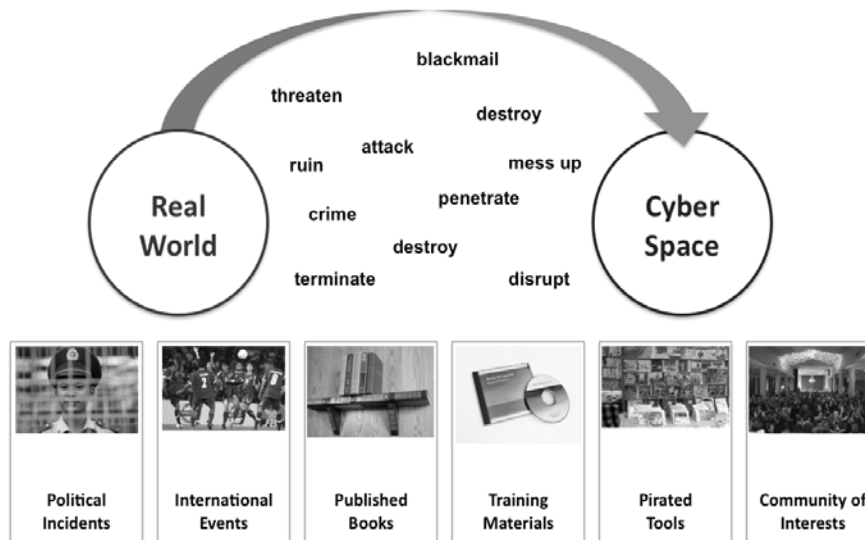 blackmail
threaten
destroy
attack
ruin
mess up
penetrate
crime
destroy
terminate
disrupt
Real
World
Cyber
Space
Political
Incidents
International
Events
Published
Books
Training
Materials
Pirated
Tools
Community of
Interests